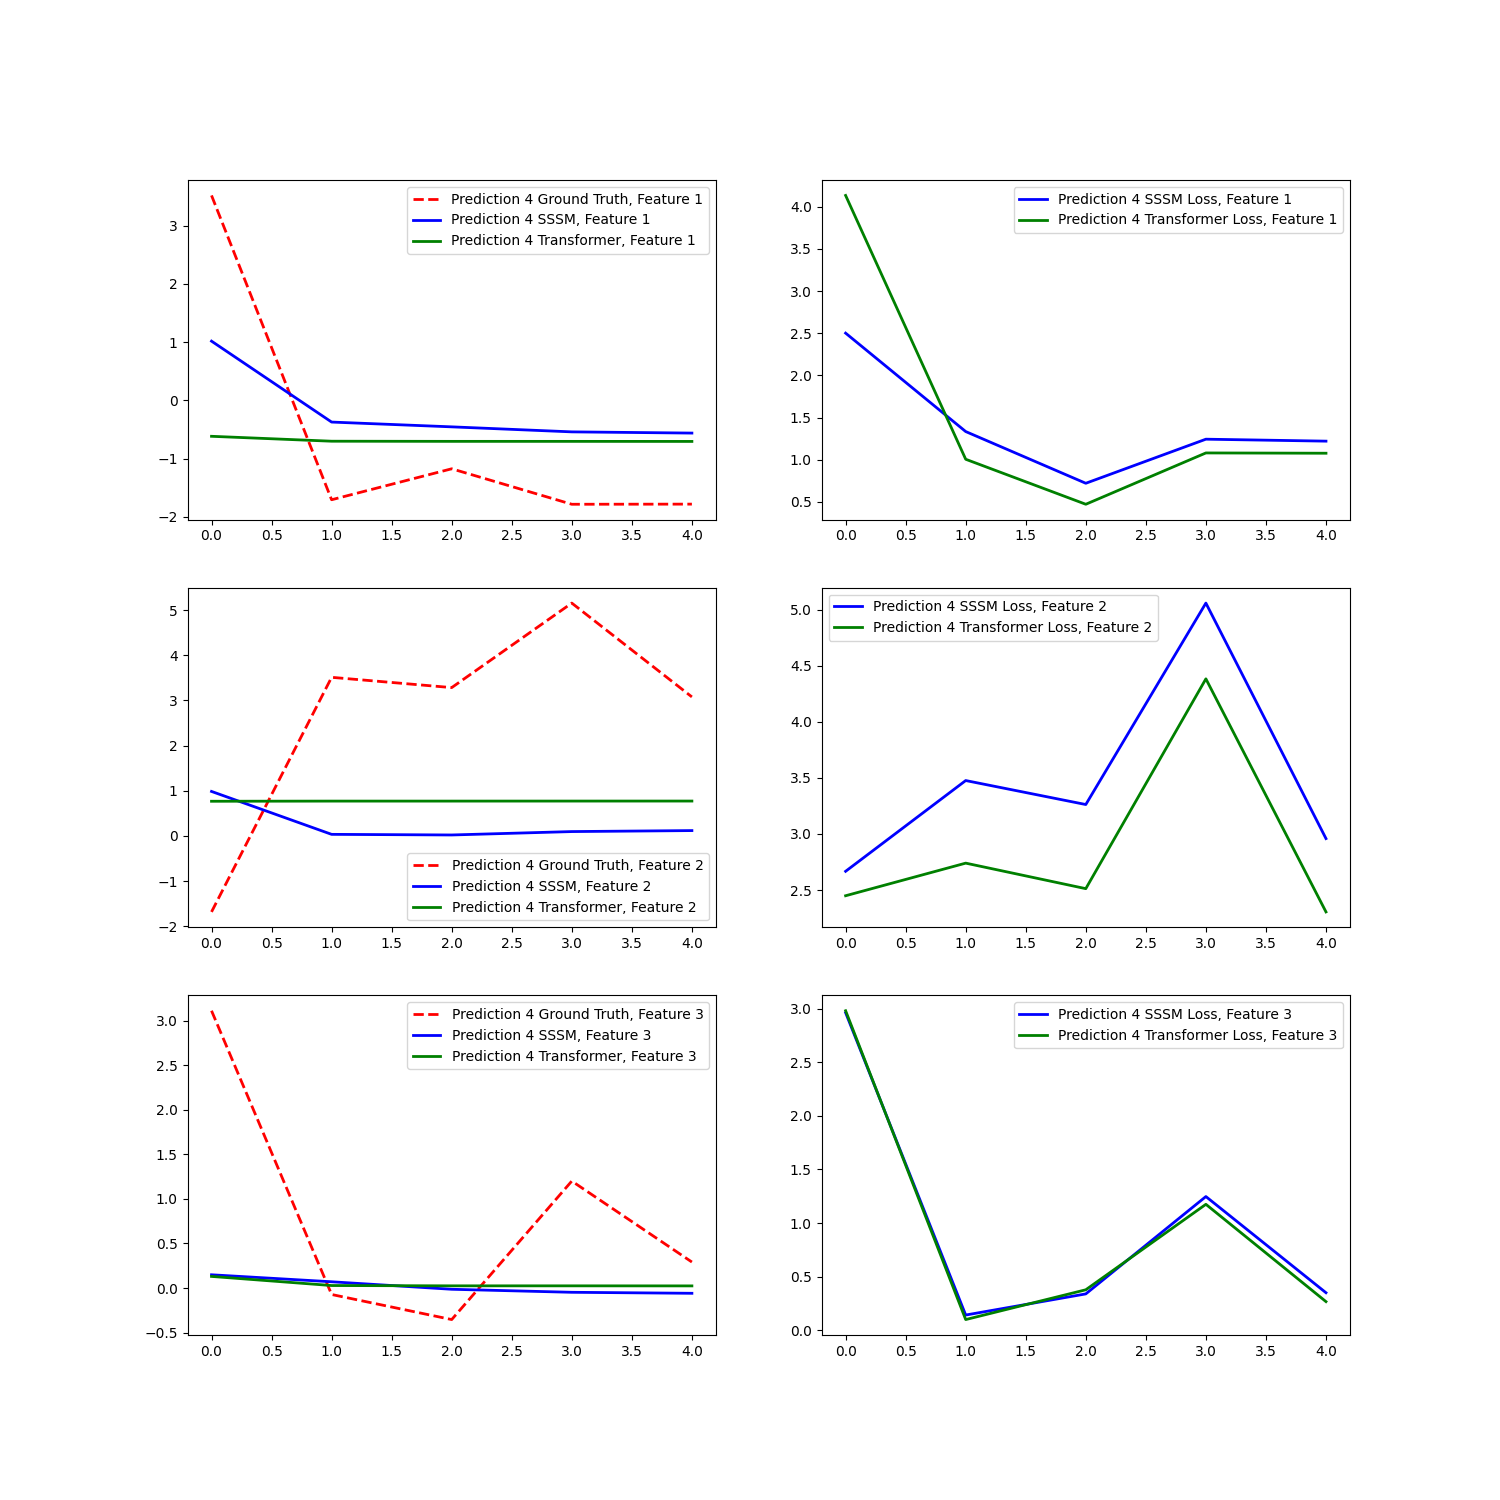 Prediction 4 Ground Truth, Feature 1
Prediction 4 SSSM, Feature 1
Prediction 4 Transformer, Feature 1
3
2
1
0
−1
−2
0.0 0.5 1.0 1.5 2.0 2.5 3.0 3.5 4.0
Prediction 4 SSSM Loss, Feature 1
Prediction 4 Transformer Loss, Feature 1
4.0
3.5
3.0
2.5
2.0
1.5
1.0
0.5
0.0 0.5 1.0 1.5 2.0 2.5 3.0 3.5 4.0
5
4
3
2
1
0
−1
−2
Prediction 4 Ground Truth, Feature 2
Prediction 4 SSSM, Feature 2
Prediction 4 Transformer, Feature 2
0.0 0.5 1.0 1.5 2.0 2.5 3.0 3.5 4.0
Prediction 4 SSSM Loss, Feature 2
Prediction 4 Transformer Loss, Feature 2
5.0
4.5
4.0
3.5
3.0
2.5
0.0 0.5 1.0 1.5 2.0 2.5 3.0 3.5 4.0
Prediction 4 Ground Truth, Feature 3
Prediction 4 SSSM, Feature 3
Prediction 4 Transformer, Feature 3
3.0
2.5
2.0
1.5
1.0
0.5
0.0
−0.5
0.0 0.5 1.0 1.5 2.0 2.5 3.0 3.5 4.0
Prediction 4 SSSM Loss, Feature 3
Prediction 4 Transformer Loss, Feature 3
3.0
2.5
2.0
1.5
1.0
0.5
0.0
0.0 0.5 1.0 1.5 2.0 2.5 3.0 3.5 4.0